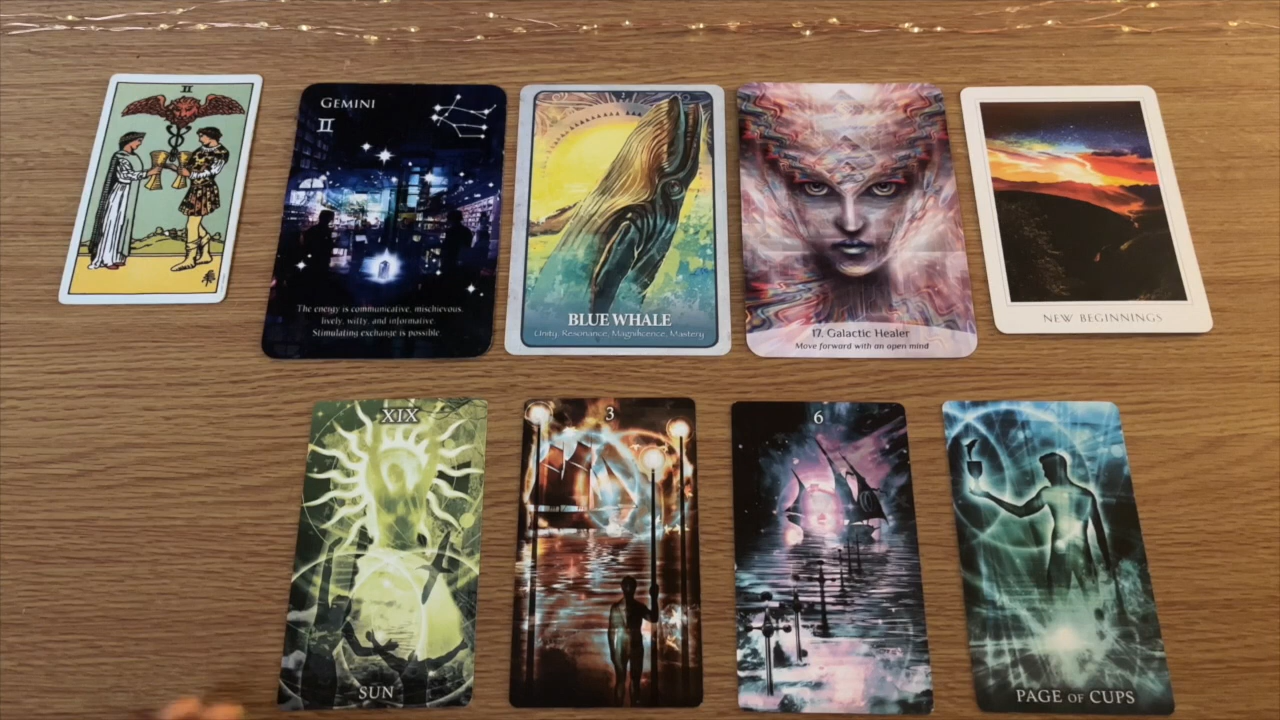 II
GEMINI
II
The energy is communicative, mischievous,
lively, witty, and informative.
Stimulating exchange is possible.
BLUE WHALE
Unity, Resonance, Magnificence, Mastery
17. Galactic Healer
Move forward with an open mind
NEW BEGINNINGS
XIX
SUN
3
6
PAGE OF CUPS